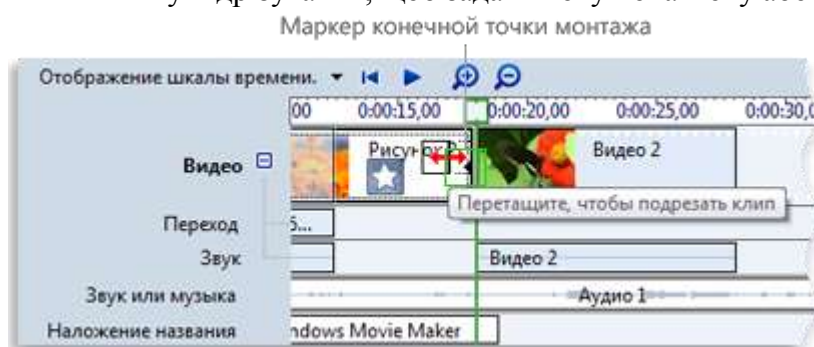 Маркер конечной точки монтажа
Отображение шкалы времени.
00 0:00:15,00 0:00:20,00 0:00:25,00 0:00:30,0
Видео Видео 2
Перетащите, чтобы подрезать клип
Переход
Звук Видео 2
Звук или музыка Аудио 1
Наложение названия ndows Movie Maker